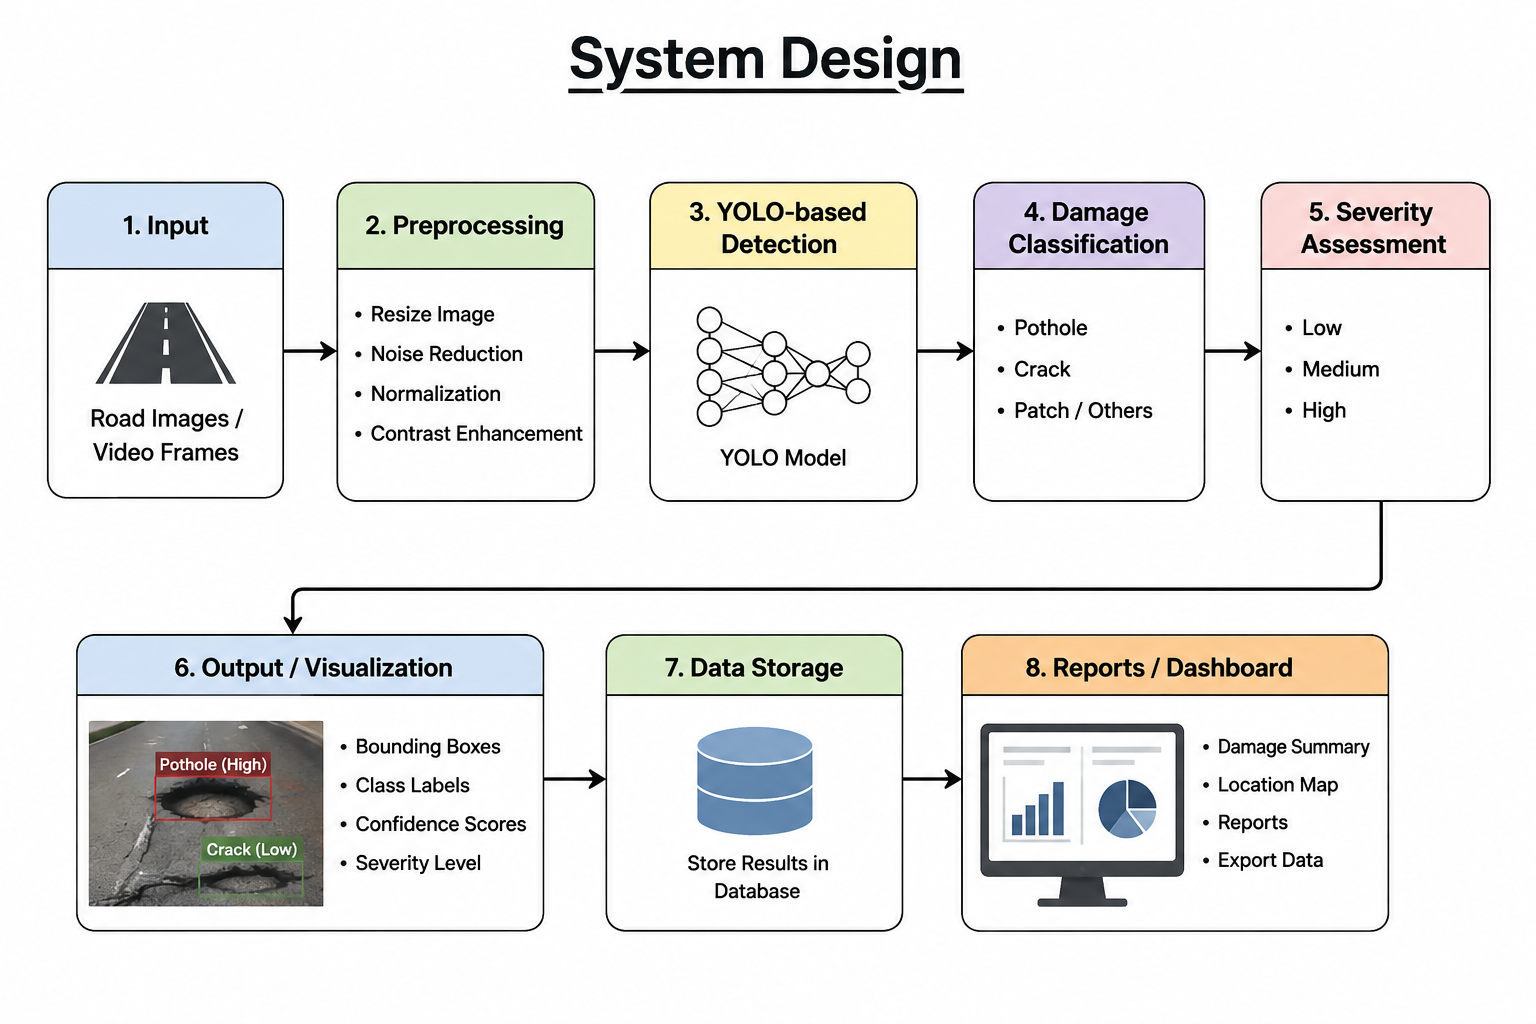 System Design
1. Input
Road Images /
Video Frames
2. Preprocessing
• Resize Image
• Noise Reduction
• Normalization
• Contrast Enhancement
3. YOLO-based
Detection
YOLO Model
4. Damage
Classification
• Pothole
• Crack
• Patch / Others
5. Severity
Assessment
• Low
• Medium
• High
6. Output / Visualization
Pothole (High)
Crack (Low)
• Bounding Boxes
• Class Labels
• Confidence Scores
• Severity Level
7. Data Storage
Store Results in
Database
8. Reports / Dashboard
• Damage Summary
• Location Map
• Reports
• Export Data